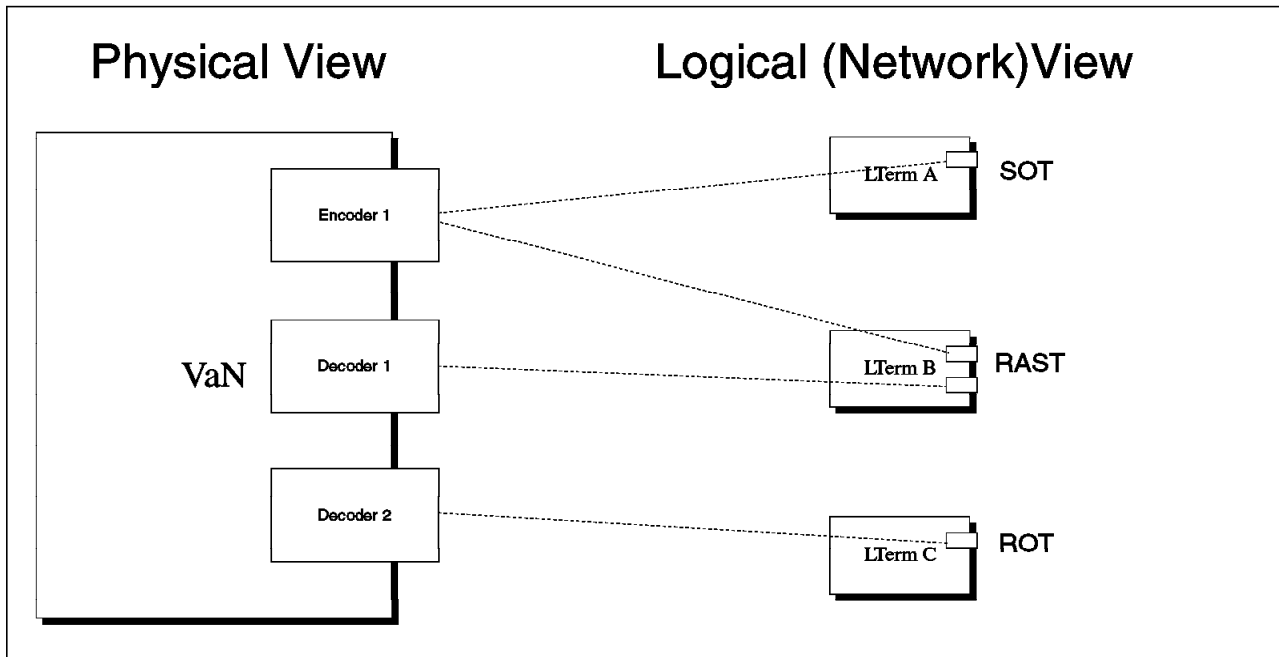 Physical View
Logical (Network)View
Encoder 1
LTerm A
SOT
VaN
Decoder 1
LTerm B
RAST
Decoder 2
LTerm C
ROT